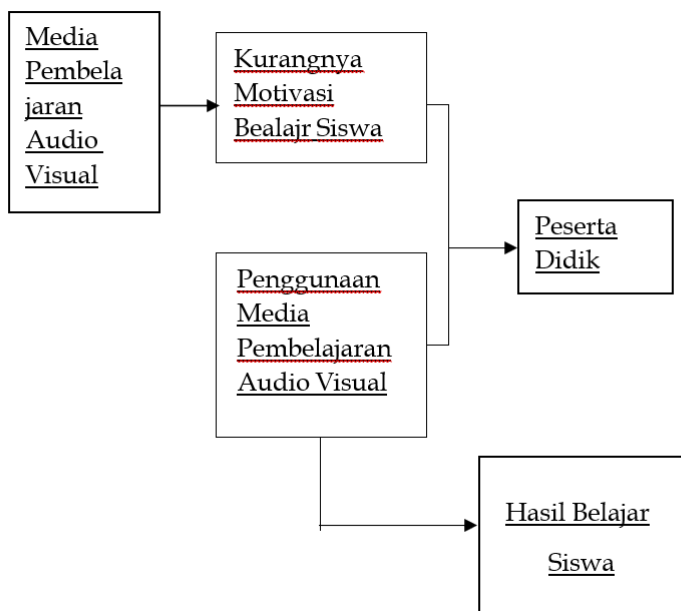 Media
Pembela
jaran
Audio
Visual
Kurangnya
Motivasi
Bealajr Siswa
Penggunaan
Media
Pembelajaran
Audio Visual
Peserta
Didik
Hasil Belajar
Siswa